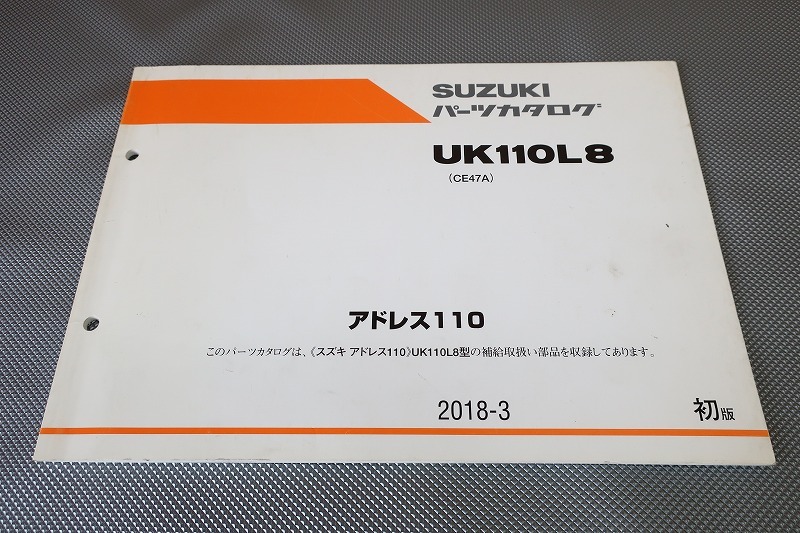 SUZUKI
パーツカタログ
UK110L8
(CE47A)
アドレス110
このパーツカタログは、《スズキ アドレス110》UK110L8型の補給取扱い部品を収録してあります。
2018-3
初版